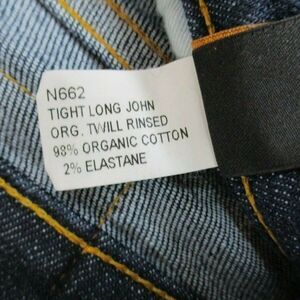 N662
TIGHT LONG JOHN
ORG. TWILL RINSED
98% ORGANIC COTTON
2% ELASTANE